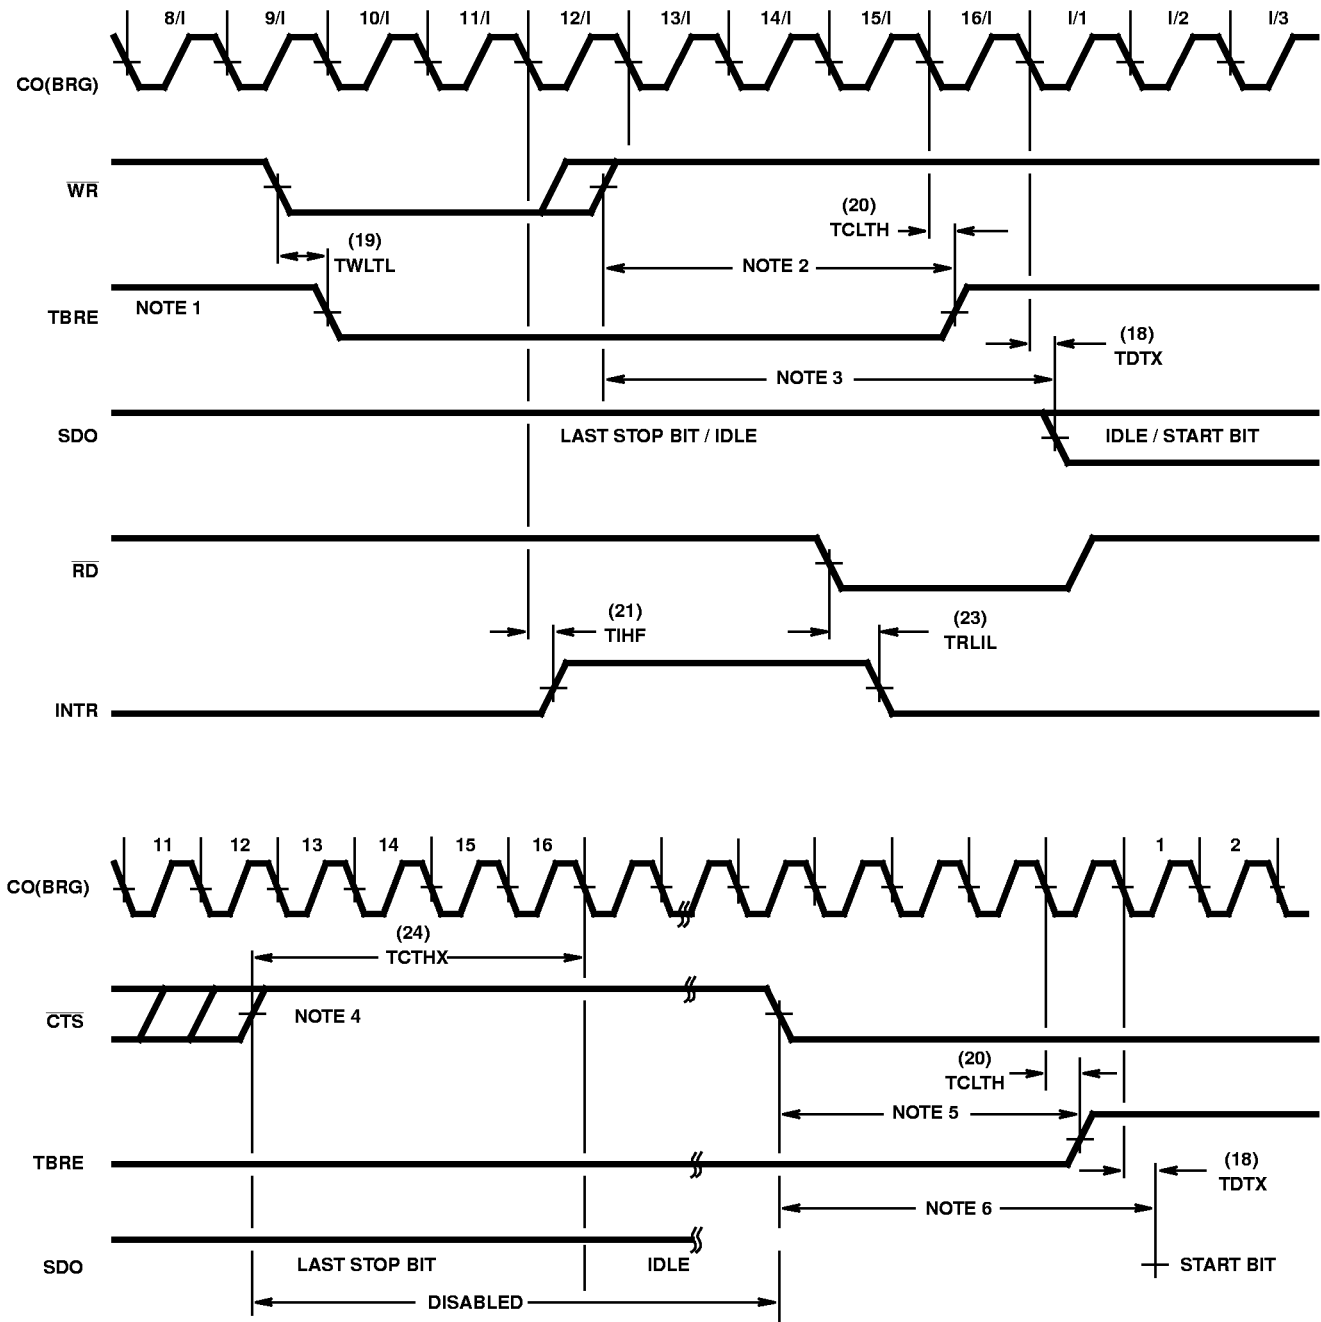 8/I 9/I 10/I 11/I 12/I 13/I 14/I 15/I 16/I I/1 I/2 I/3
CO(BRG)
WR
(20)
TCLTH
(19)
TWLTL
NOTE 2
NOTE 1
TBRE
(18)
TDTX
NOTE 3
SDO
LAST STOP BIT / IDLE
IDLE / START BIT
RD
(21)
TIHF
(23)
TRLIL
INTR
11 12 13 14 15 16 1 2
CO(BRG)
(24)
TCTHX
CTS
NOTE 4
(20)
TCLTH
NOTE 5
TBRE
(18)
TDTX
NOTE 6
SDO
LAST STOP BIT
IDLE
START BIT
DISABLED